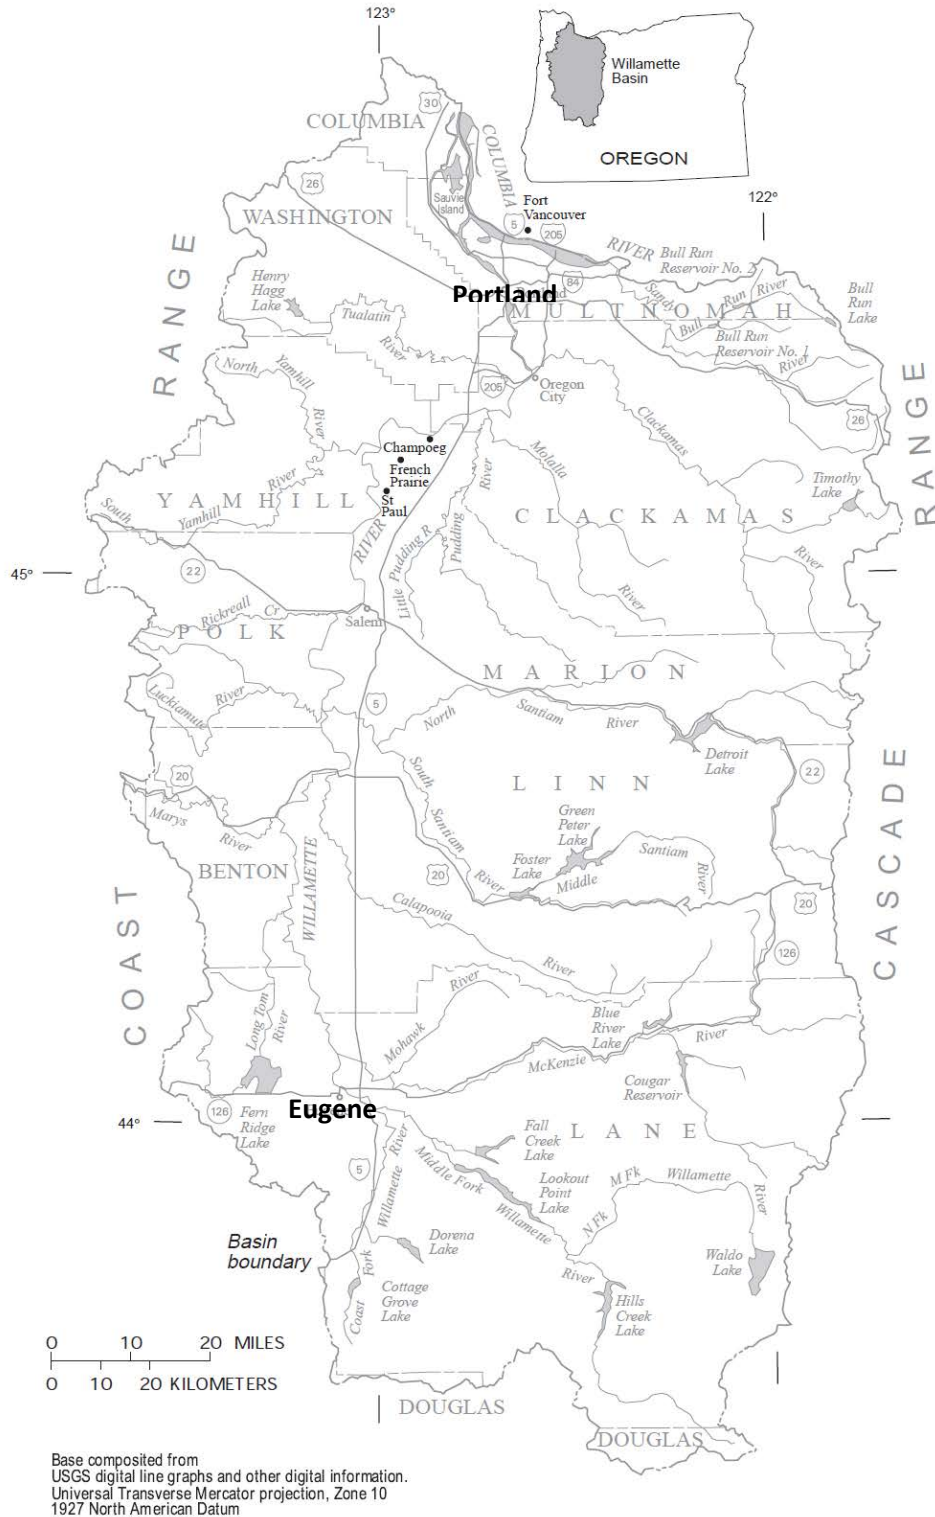 123°
Willamette
Basin
OREGON
30
COLUMBIA
COLUMBIA
26
Sauvie
Island
WASHINGTON
5
Fort
Vancouver
205
122°
RIVER
Bull Run
Reservoir No. 2
Henry
Hagg
Lake
84
Portland
Sandy
Bull
Run
River
Bull
Run
Lake
MULTNOMAH
Tualatin
River
Bull Run
Reservoir No. 1
River
RANGE
North
Yamhill
River
205
Oregon
City
Clackamas
26
RANGE
Champoeg
French
Prairie
St
Paul
River
Molalla
Timothy
Lake
YAMHILL
South
Yamhill
River
RIVER
Pudding
Little Pudding R
CLACKAMAS
River
45°
22
River
Rickreall
Cr
Salem
POLK
MARLON
Luckiamute
River
5
North
Santiam
River
Detroit
Lake
22
20
South
Santiam
River
LINN
Marys
River
Green
Peter
Lake
Foster
Lake
Middle
Santiam
River
BENTON
WILLAMETTE
20
20
Calapooia
River
126
CASCADE
COAST
Long Tom
River
Mohawk
River
Blue
River
Lake
McKenzie
River
Cougar
Reservoir
Eugene
44°
126
Fern
Ridge
Lake
LANE
Fall
Creek
Lake
5
Willamette
River
Middle Fork
Willamette
River
Lookout
Point
Lake
N Fk
M Fk
Willamette
River
Basin
boundary
Dorena
Lake
Waldo
Lake
Coast
Fork
Cottage
Grove
Lake
Hills
Creek
Lake
0 10 20 MILES
0 10 20 KILOMETERS
DOUGLAS
DOUGLAS
Base composited from
USGS digital line graphs and other digital information.
Universal Transverse Mercator projection, Zone 10
1927 North American Datum